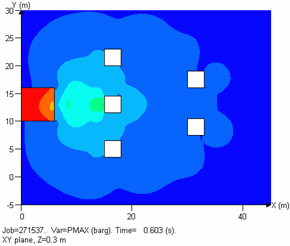 Y (m)
30
25
20
15
10
5
0
-5
0 20 40 X (m)
Job=271537. Var=PMAX (barg). Time= 0.603 (s).
XY plane, Z=0.3 m